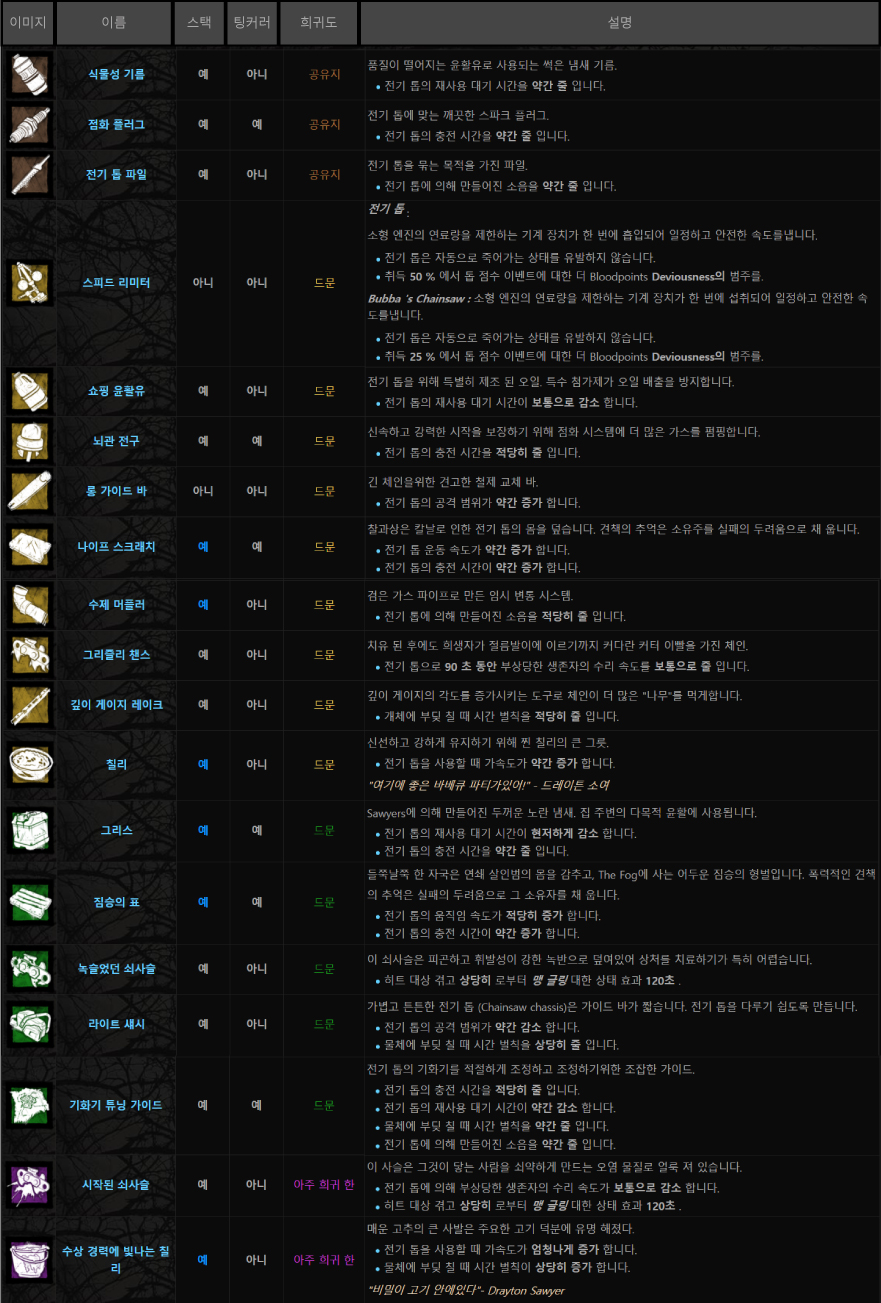 이미지 이름 스택 팅커러 희귀도 설명
식물성 기름 예 아니 공유지
품질이 떨어지는 윤활유로 사용되는 썩은 냄새 기름.
• 전기 톱의 재사용 대기 시간을 약간 줄 입니다.
점화 플러그 예 예 공유지
전기 톱에 맞는 깨끗한 스파크 플러그.
• 전기 톱의 충전 시간을 약간 줄 입니다.
전기 톱 파일 예 아니 공유지
전기 톱을 묶는 목적을 가진 파일.
• 전기 톱에 의해 만들어진 소음을 약간 줄 입니다.
스피드 리미터 아니 아니 드문
전기 톱 :
소형 엔진의 연료량을 제한하는 기계 장치가 한 번에 흡입되어 일정하고 안전한 속도를냅니다.
• 전기 톱은 자동으로 죽어가는 상태를 유발하지 않습니다.
• 취득 50 % 에서 톱 점수 이벤트에 대한 더 Bloodpoints Deviousness의 범주를.
Bubba 's Chainsaw : 소형 엔진의 연료량을 제한하는 기계 장치가 한 번에 섭취되어 일정하고 안전한 속
도를냅니다.
• 전기 톱은 자동으로 죽어가는 상태를 유발하지 않습니다.
• 취득 25 % 에서 톱 점수 이벤트에 대한 더 Bloodpoints Deviousness의 범주를.
쇼핑 윤활유 예 아니 드문
전기 톱을 위해 특별히 제조 된 오일. 특수 첨가제가 오일 배출을 방지합니다.
• 전기 톱의 재사용 대기 시간이 보통으로 감소 합니다.
뇌관 전구 예 예 드문
신속하고 강력한 시작을 보장하기 위해 점화 시스템에 더 많은 가스를 펌핑합니다.
• 전기 톱의 충전 시간을 적당히 줄 입니다.
롱 가이드 바 아니 아니 드문
긴 체인을위한 견고한 철제 교체 바.
• 전기 톱의 공격 범위가 약간 증가 합니다.
나이프 스크래치 예 예 드문
찰과상은 칼날로 인한 전기 톱의 몸을 덮습니다. 견책의 추억은 소유주를 실패의 두려움으로 채 웁니다.
• 전기 톱 운동 속도가 약간 증가 합니다.
• 전기 톱의 충전 시간이 약간 증가 합니다.
수제 머플러 예 아니 드문
검은 가스 파이프로 만든 임시 변통 시스템.
• 전기 톱에 의해 만들어진 소음을 적당히 줄 입니다.
그리즐리 챈스 예 아니 드문
치유 된 후에도 희생자가 절름발이에 이르기까지 커다란 커터 이빨을 가진 체인.
• 전기 톱으로 90 초 동안 부상당한 생존자의 수리 속도를 보통으로 줄 입니다.
깊이 게이지 레이크 예 아니 드문
깊이 게이지의 각도를 증가시키는 도구로 체인이 더 많은 "나무"를 먹게합니다.
• 개체에 부딪 칠 때 시간 벌칙을 적당히 줄 입니다.
칠리 예 아니 드문
신선하고 강하게 유지하기 위해 찐 칠리의 큰 그릇.
• 전기 톱을 사용할 때 가속도가 약간 증가 합니다.
"여기에 좋은 바베큐 파티가있어!" - 드레이튼 소여
그리스 예 예 드문
Sawyers에 의해 만들어진 두꺼운 노란 냄새. 집 주변의 다목적 윤활에 사용됩니다.
• 전기 톱의 재사용 대기 시간이 현저하게 감소 합니다.
• 전기 톱의 충전 시간을 약간 줄 입니다.
짐승의 표 예 예 드문
들쭉날쭉 한 자국은 연쇄 살인범의 몸을 감추고, The Fog에 사는 어두운 짐승의 형벌입니다. 폭력적인 견책
의 추억은 실패의 두려움으로 그 소유자를 채 웁니다.
• 전기 톱의 움직임 속도가 적당히 증가 합니다.
• 전기 톱의 충전 시간이 약간 증가 합니다.
녹슬었던 쇠사슬 예 아니 드문
이 쇠사슬은 피곤하고 휘발성이 강한 녹반으로 덮여있어 상처를 치료하기가 특히 어렵습니다.
• 히트 대상 겪고 상당히 로부터 맹 글링 대한 상태 효과 120초 .
라이트 섀시 예 아니 드문
가볍고 튼튼한 전기 톱 (Chainsaw chassis)은 가이드 바가 짧습니다. 전기 톱을 다루기 쉽도록 만듭니다.
• 전기 톱의 공격 범위가 약간 감소 합니다.
• 물체에 부딪 칠 때 시간 벌칙을 상당히 줄 입니다.
기화기 튜닝 가이드 예 예 드문
전기 톱의 기화기를 적절하게 조정하고 조정하기위한 조잡한 가이드.
• 전기 톱의 충전 시간을 적당히 줄 입니다.
• 전기 톱의 재사용 대기 시간이 약간 감소 합니다.
• 물체에 부딪 칠 때 시간 벌칙을 약간 줄 입니다.
• 전기 톱에 의해 만들어진 소음을 약간 줄 입니다.
시작된 쇠사슬 예 아니 아주 희귀 한
이 사슬은 그것이 닿는 사람을 쇠약하게 만드는 오염 물질로 얼룩 져 있습니다.
• 전기 톱에 의해 부상당한 생존자의 수리 속도가 보통으로 감소 합니다.
• 히트 대상 겪고 상당히 로부터 맹 글링 대한 상태 효과 120초 .
수상 경력에 빛나는 칠
리 예 아니 아주 희귀 한
매운 고추의 큰 사발은 주요한 고기 덕분에 유명 해졌다.
• 전기 톱을 사용할 때 가속도가 엄청나게 증가 합니다.
• 물체에 부딪 칠 때 시간 벌칙이 상당히 증가 합니다.
"비밀이 고기 안에있다"- Drayton Sawyer